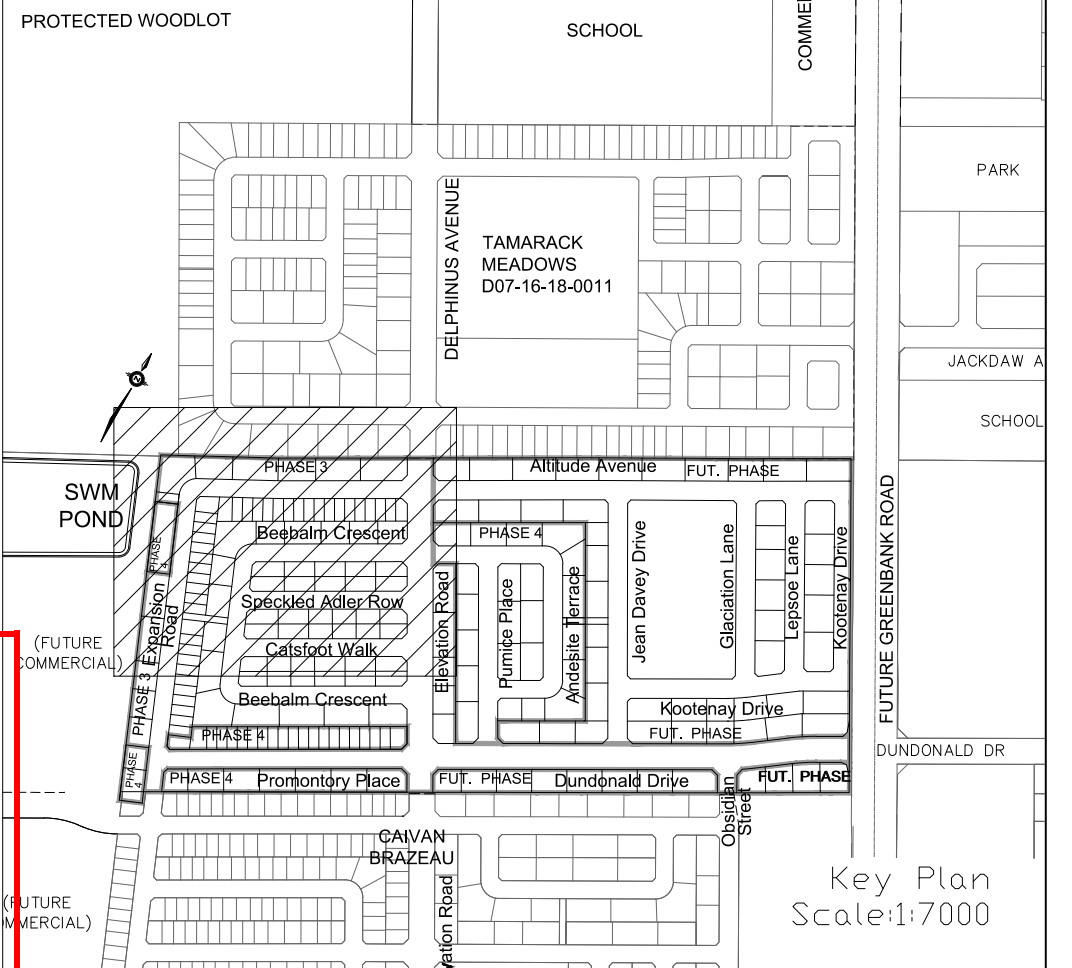 PROTECTED WOODLOT
SCHOOL
PARK
DELPHINUS AVENUE
TAMARACK
MEADOWS
D07-16-18-0011
JACKDAW A
SCHOOL
N
PHASE 3
Altitude Avenue
FUT. PHASE
SWM
POND
Beebalm Crescent
PHASE 4
PHASE
4
Speckled Adler Row
Catsfoot Walk
Beebalm Crescent
PHASE 3
Expansion
Road
Elevation Road
Pumice Place
Andesite Terrace
Jean Davey Drive
Glaciation Lane
Lepsoe Lane
Kootenay Drive
FUTURE GREENBANK ROAD
(FUTURE
COMMERCIAL)
Kootenay Drive
FUT. PHASE
PHASE 4
DUNDONALD DR
PHASE
4
PHASE 4
Promontory Place
FUT. PHASE
Dundonald Drive
FUT. PHASE
Obsidian
Street
CAIVAN
BRAZEAU
vation Road
(FUTURE
OMMERCIAL)
Key Plan
Scale:1:7000